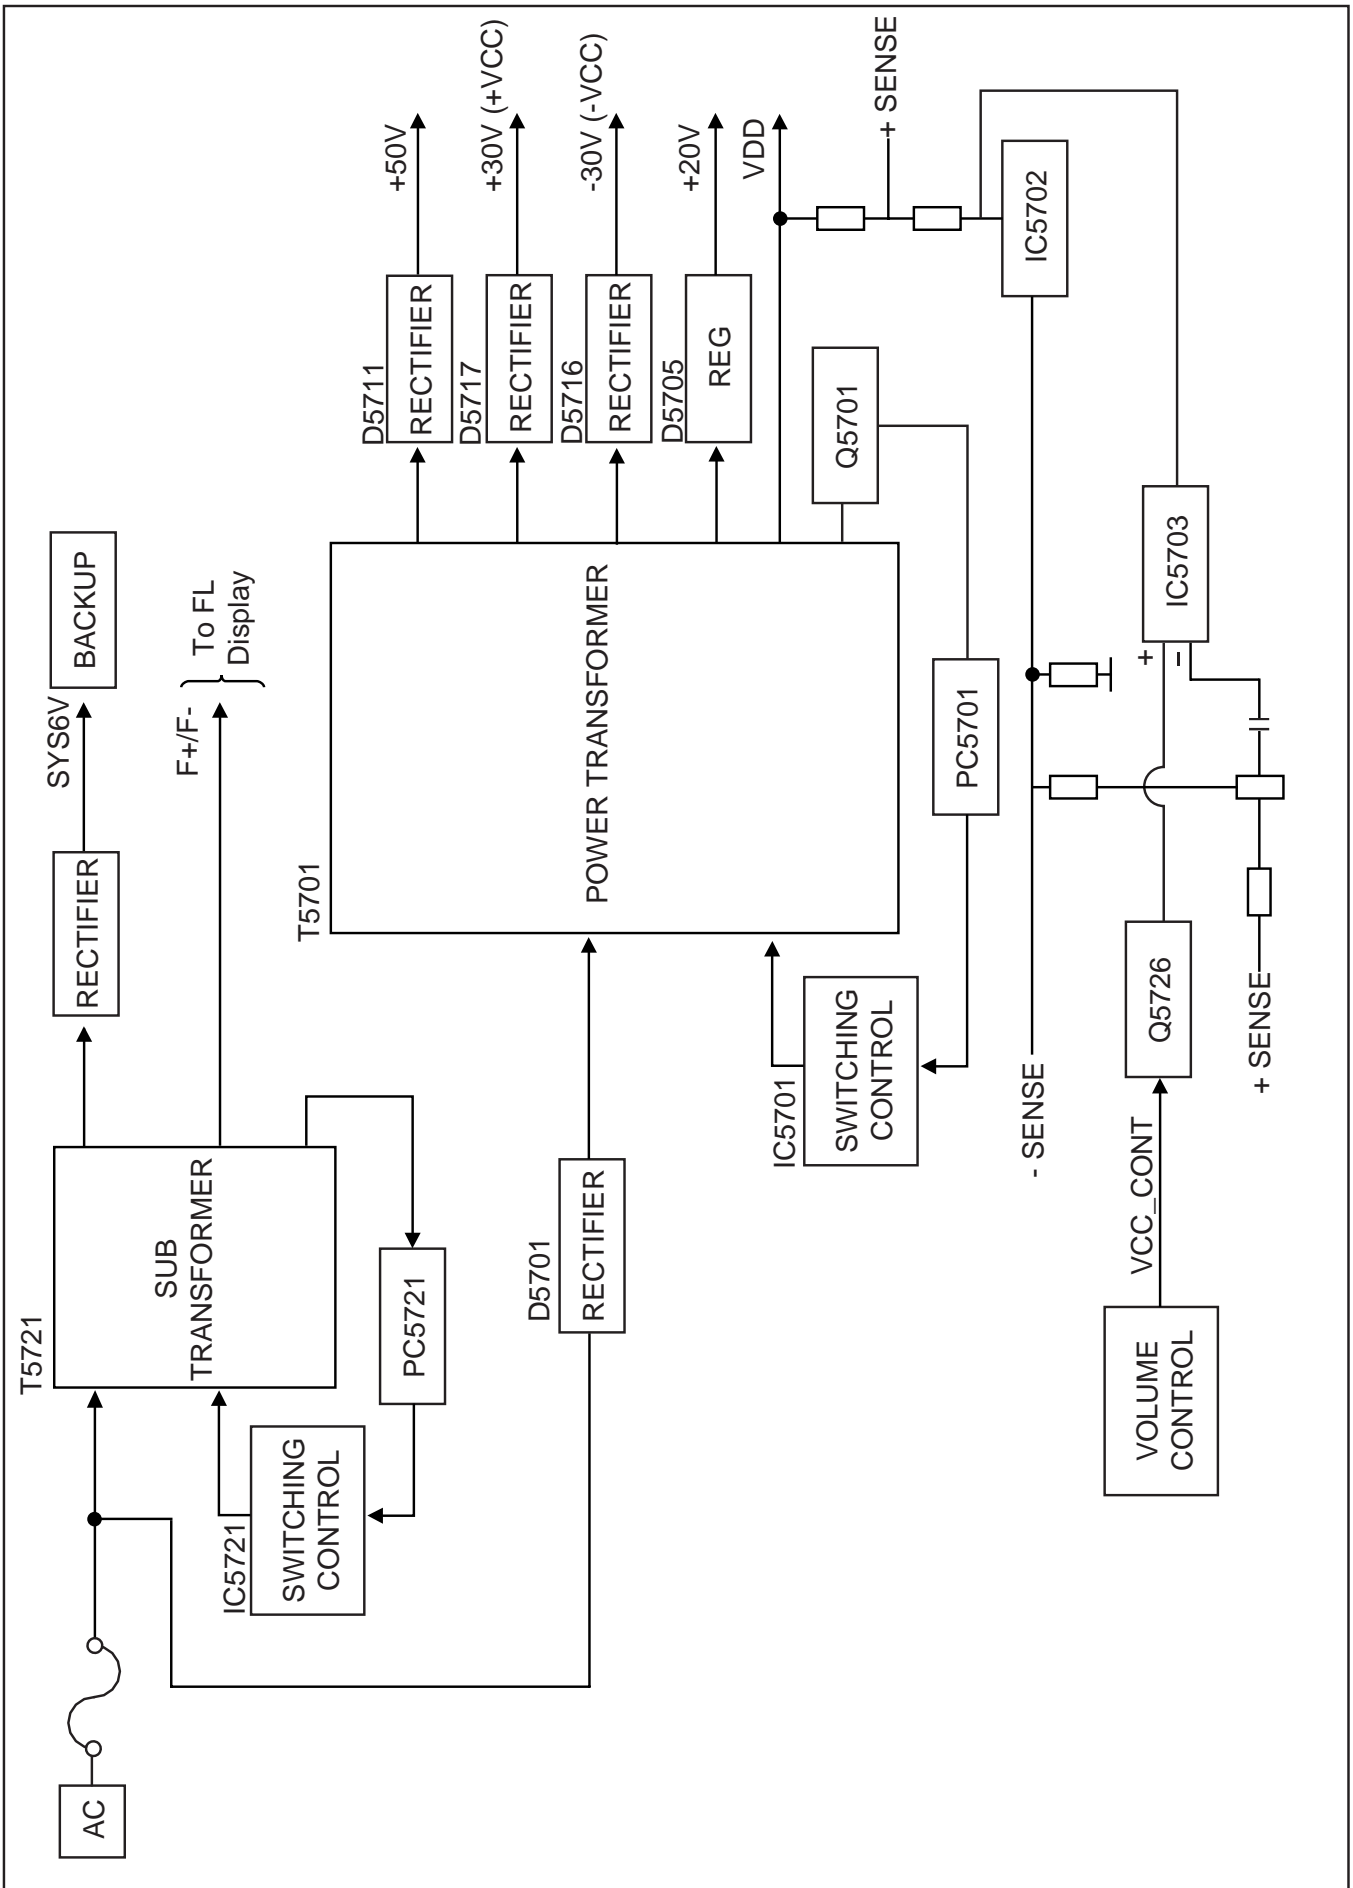 AC
T5721
SUB
TRANSFORMER
RECTIFIER
SYS6V
BACKUP
F+/F-
To FL
Display
IC5721
SWITCHING
CONTROL
PC5721
D5701
RECTIFIER
T5701
POWER TRANSFORMER
D5711
RECTIFIER
+50V
D5717
RECTIFIER
+30V (+VCC)
D5716
RECTIFIER
-30V (-VCC)
D5705
REG
+20V
VDD
+ SENSE
IC5701
SWITCHING
CONTROL
PC5701
Q5701
IC5702
- SENSE
VOLUME
CONTROL
VCC_CONT
Q5726
+
–
IC5703
+ SENSE